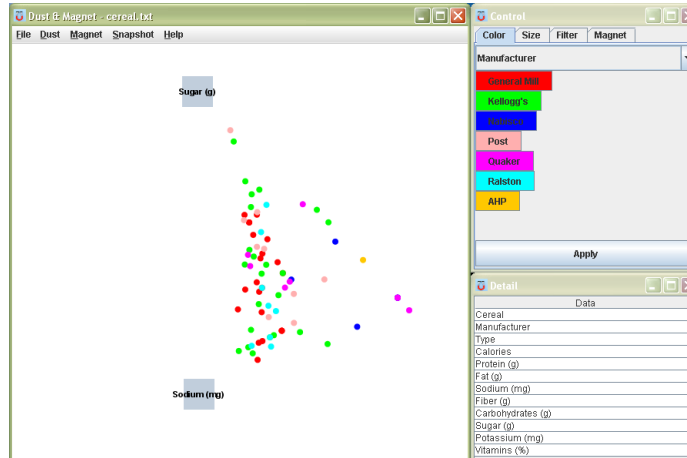 Dust & Magnet - cereal.txt
File Dust Magnet Snapshot Help
Sugar (g)
Sodium (mg)
Control
Color Size Filter Magnet
Manufacturer
General Mill
Kellogg's
Nabisco
Post
Quaker
Ralston
AHP
Apply
Detail
Data
Cereal
Manufacturer
Type
Calories
Protein (g)
Fat (g)
Sodium (mg)
Fiber (g)
Carbohydrates (g)
Sugar (g)
Potassium (mg)
Vitamins (%)